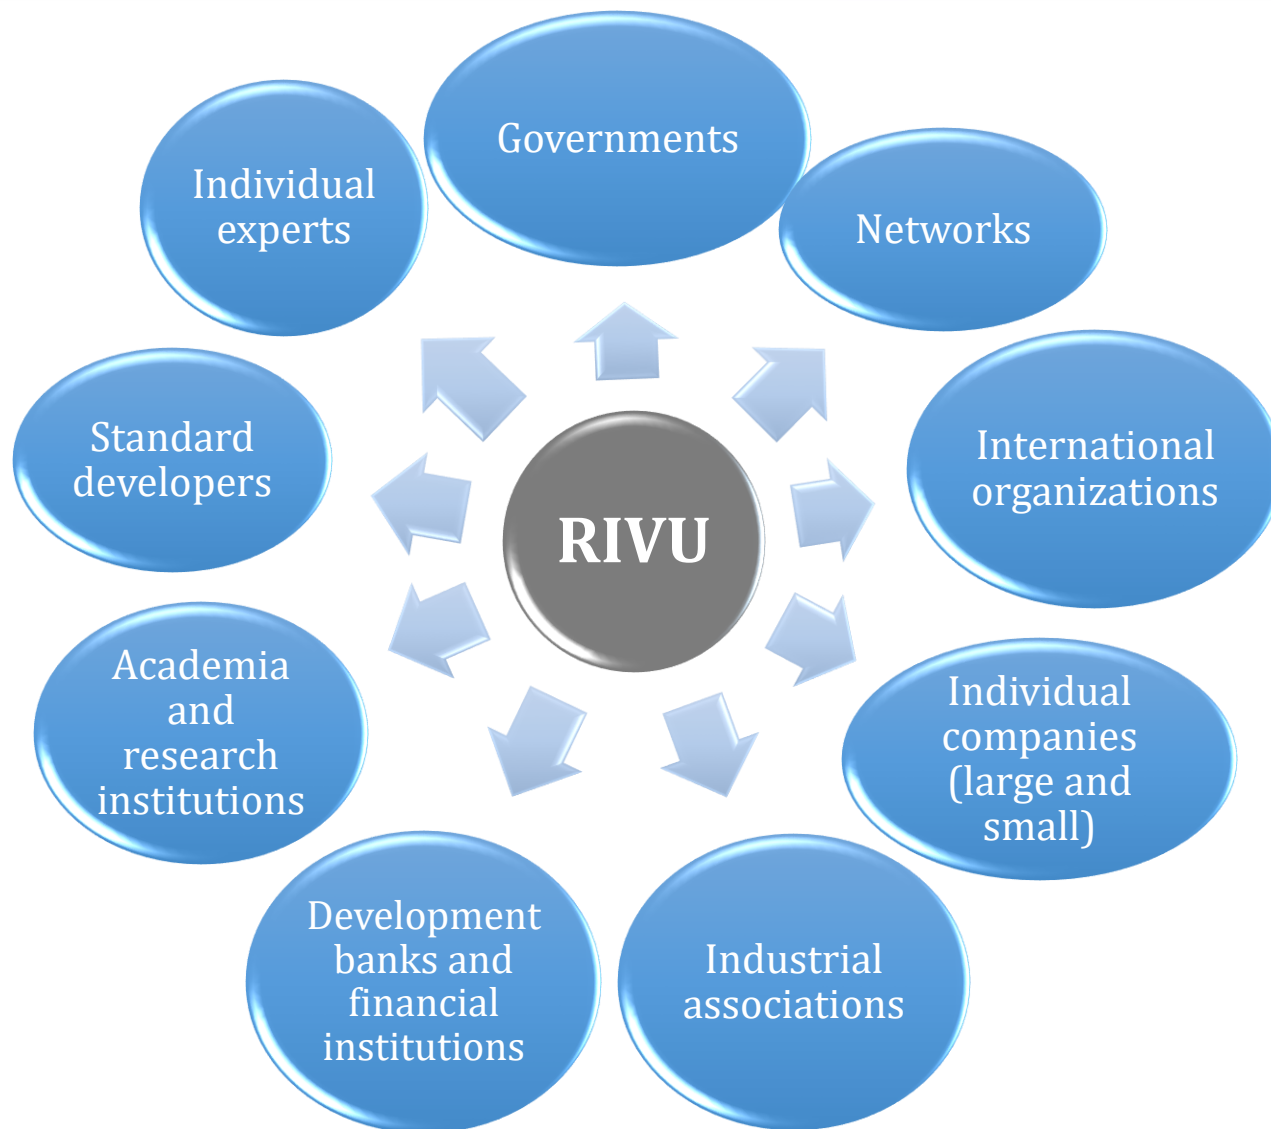 Governments
Networks
International
organizations
Individual
companies
(large and
small)
Industrial
associations
Development
banks and
financial
institutions
Academia
and
research
institutions
Standard
developers
Individual
experts
RIVU